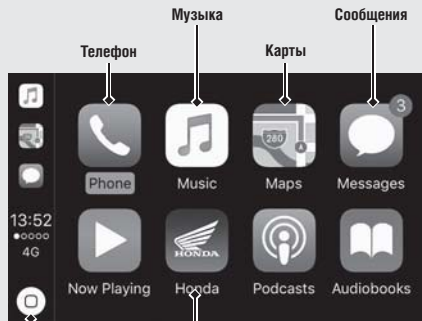 Музыка
Сообщения
Телефон
Карты
3
280
Phone
Music
Maps
Messages
13:52
4G
HONDA
Now Playing
Honda
Podcasts
Audiobooks